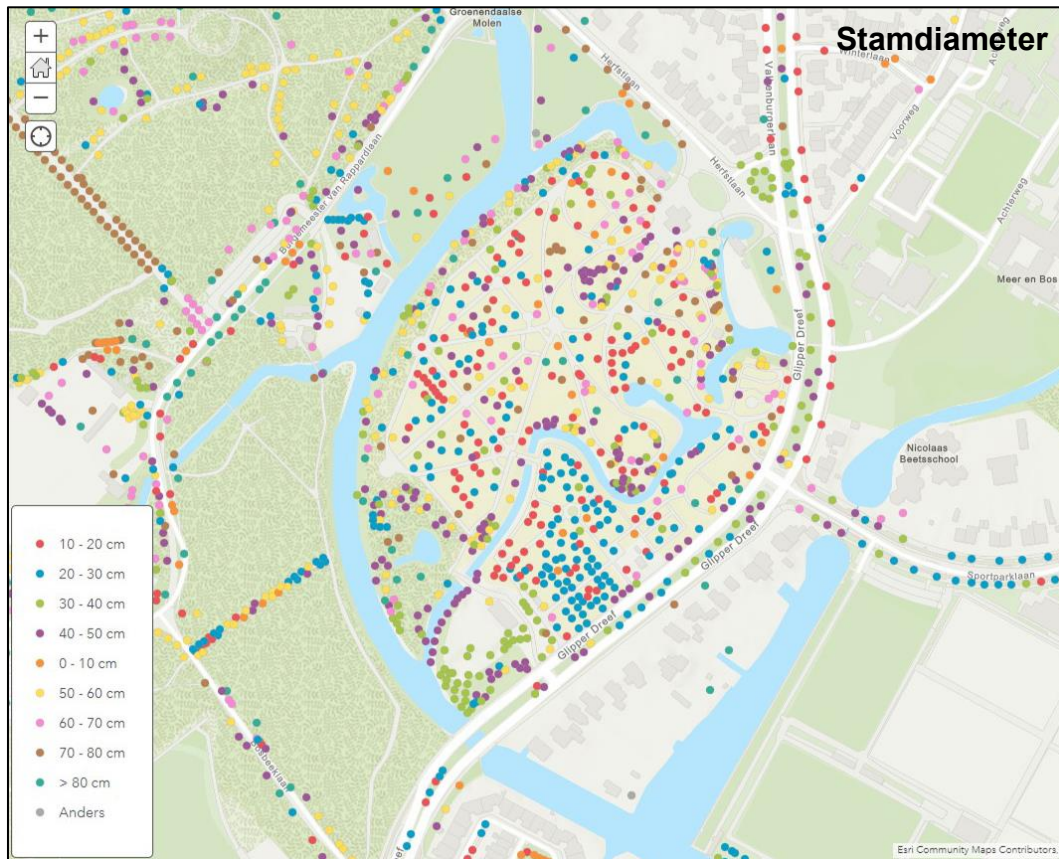 Stamdiameter
Groenendaalse
Molen
Herfstlaan
Valkenburgerlaan
Winterlaan
Voorweg
Achterweg
Burgemeester van Rappardlaan
Herfstlaan
Achterweg
Meer en Bos
Glipper Dreef
Nicolaas
Beetsschool
Glipper Dreef
Sportparklaan
Glipper Dreef
10 - 20 cm
20 - 30 cm
30 - 40 cm
40 - 50 cm
0 - 10 cm
50 - 60 cm
60 - 70 cm
70 - 80 cm
> 80 cm
Anders
Esri Community Maps Contributors,